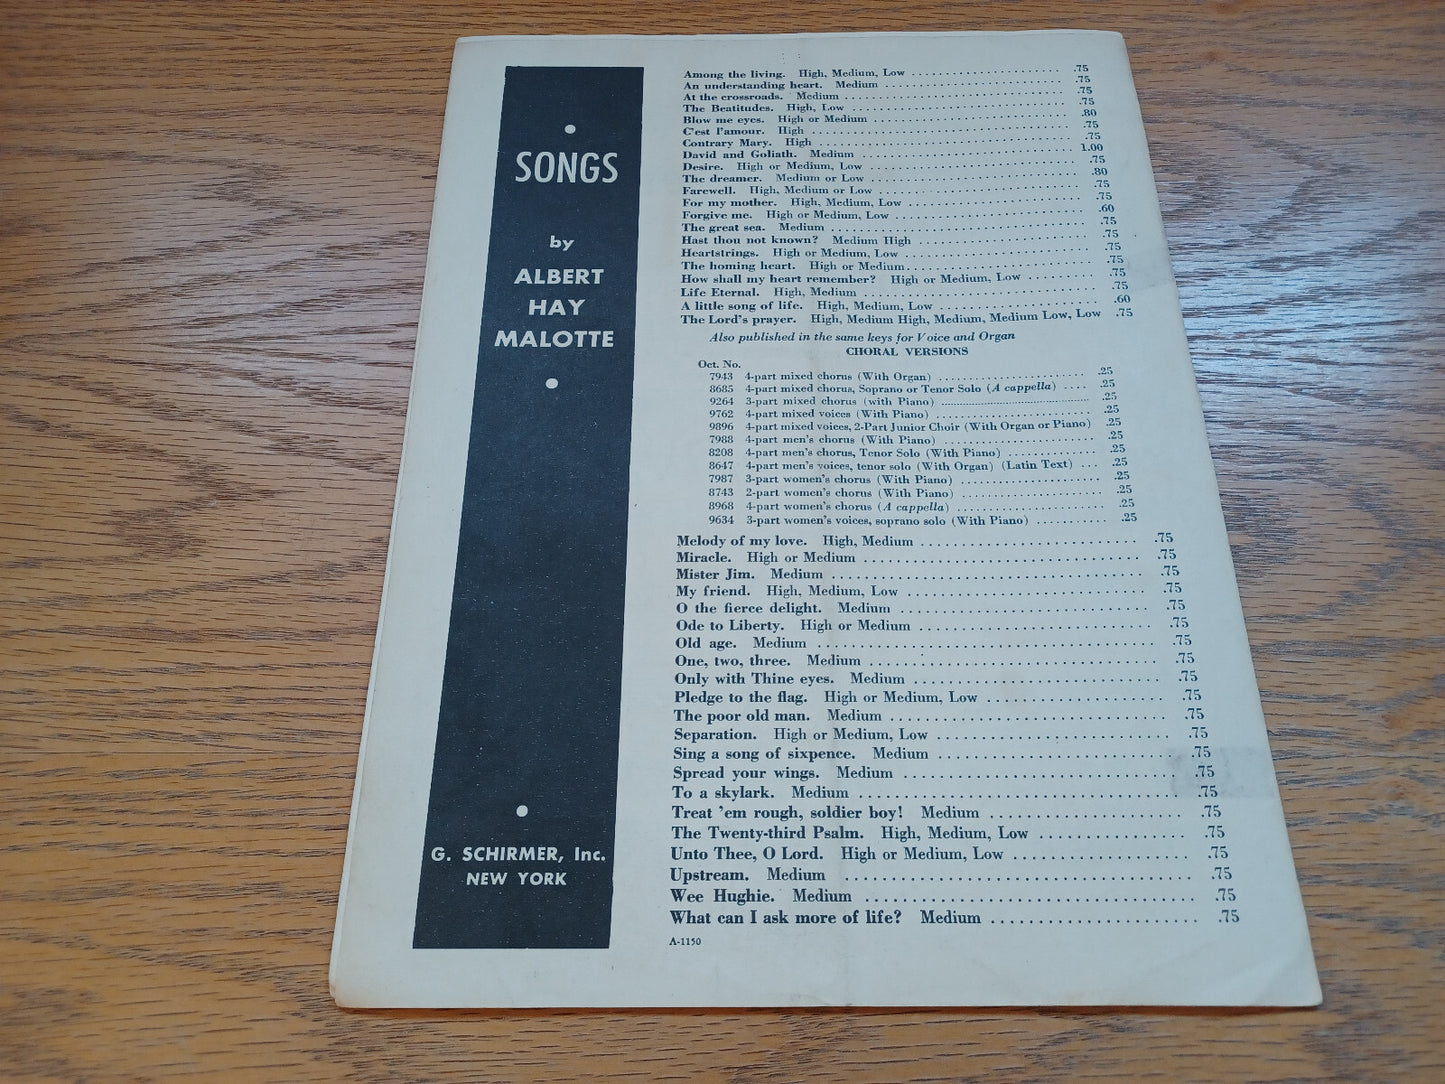 SONGS
by
ALBERT
HAY
MALOTTE
G. SCHIRMER, Inc.
NEW YORK
Among the living. High, Medium, Low .75
An understanding heart. Medium .75
At the crossroads. Medium .75
The Beatitudes. High, Low .75
Blow me eyes. High or Medium .80
C'est l'amour. High .75
Contrary Mary. High .75
David and Goliath. Medium 1.00
Desire. High or Medium, Low .75
The dreamer. Medium or Low .80
Farewell. High, Medium or Low .75
For my mother. High, Medium, Low .75
Forgive me. High or Medium, Low .60
The great sea. Medium .75
Hast thou not known? Medium High .75
Heartstrings. High or Medium, Low .75
The homing heart. High or Medium .75
How shall my heart remember? High or Medium, Low .75
Life Eternal. High, Medium .75
A little song of life. High, Medium, Low .60
The Lord's prayer. High, Medium High, Medium, Medium Low, Low .75
Also published in the same keys for Voice and Organ
CHORAL VERSIONS
Oct. No.
7943 4-part mixed chorus (With Organ) .25
8685 4-part mixed chorus, Soprano or Tenor Solo (A cappella) .25
9264 3-part mixed chorus (with Piano) .25
9762 4-part mixed voices (With Piano) .25
9896 4-part mixed voices, 2-Part Junior Choir (With Organ or Piano) .25
7988 4-part men's chorus (With Piano) .25
8208 4-part men's chorus, Tenor Solo (With Piano) .25
8647 4-part men's voices, tenor solo (With Organ) (Latin Text) .25
7987 3-part women's chorus (With Piano) .25
8743 2-part women's chorus (With Piano) .25
8968 4-part women's chorus (A cappella) .25
9634 3-part women's voices, soprano solo (With Piano) .25
Melody of my love. High, Medium .75
Miracle. High or Medium .75
Mister Jim. Medium .75
My friend. High, Medium, Low .75
O the fierce delight. Medium .75
Ode to Liberty. High or Medium .75
Old age. Medium .75
One, two, three. Medium .75
Only with Thine eyes. Medium .75
Pledge to the flag. High or Medium, Low .75
The poor old man. Medium .75
Separation. High or Medium, Low .75
Sing a song of sixpence. Medium .75
Spread your wings. Medium .75
To a skylark. Medium .75
Treat 'em rough, soldier boy! Medium .75
The Twenty-third Psalm. High, Medium, Low .75
Unto Thee, O Lord. High or Medium, Low .75
Upstream. Medium .75
Wee Hughie. Medium .75
What can I ask more of life? Medium .75
A-1150